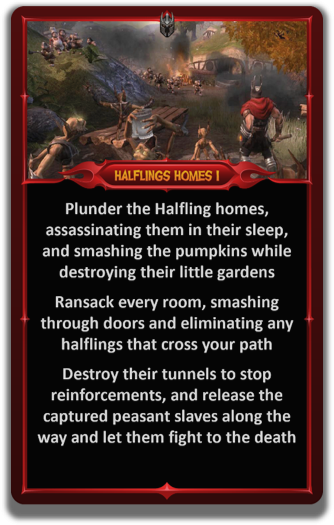 HALFLINGS HOMES I
Plunder the Halfling homes,
assassinating them in their sleep,
and smashing the pumpkins while
destroying their little gardens
Ransack every room, smashing
through doors and eliminating any
halflings that cross your path
Destroy their tunnels to stop
reinforcements, and release the
captured peasant slaves along the
way and let them fight to the death